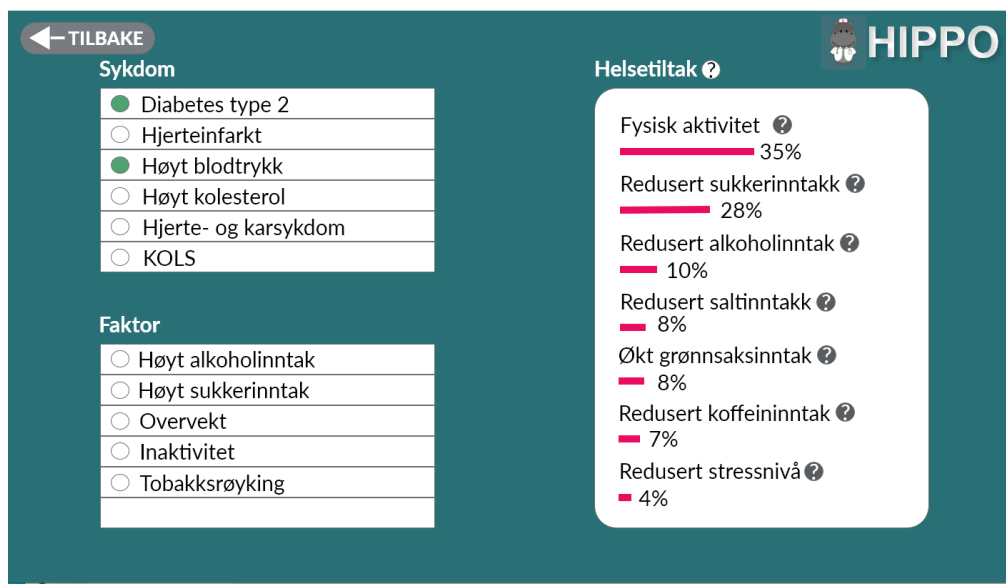 TILBAKE
HIPPO
Sykdom
Diabetes type 2
Hjerteinfarkt
Høyt blodtrykk
Høyt kolesterol
Hjerte- og karsykdom
KOLS
Faktor
Høyt alkoholinntak
Høyt sukkerinntak
Overvekt
Inaktivitet
Tobakksrøyking
Helsetiltak ?
Fysisk aktivitet ?
35%
Redusert sukkerinntakk ?
28%
Redusert alkoholinntak ?
10%
Redusert saltinntakk ?
8%
Økt grønnsaksinntak ?
8%
Redusert koffeininntak ?
7%
Redusert stressnivå ?
4%